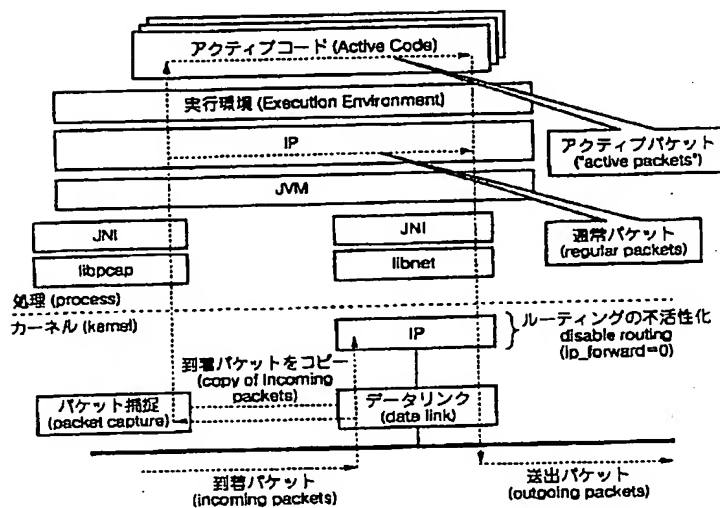 アクティブコード (Active Code)
実行環境 (Execution Environment)
IP
アクティブパケット
("active packets")
JVM
JNI
JNI
通常パケット
(regular packets)
libpcap
libnet
処理 (process)
カーネル (kernel)
IP
ルーティングの不活性化
disable routing
(ip_forward=0)
到着パケットをコピー
(copy of incoming
packets)
パケット捕捉
(packet capture)
データリンク
(data link)
到着パケット
(incoming packets)
送出パケット
(outgoing packets)